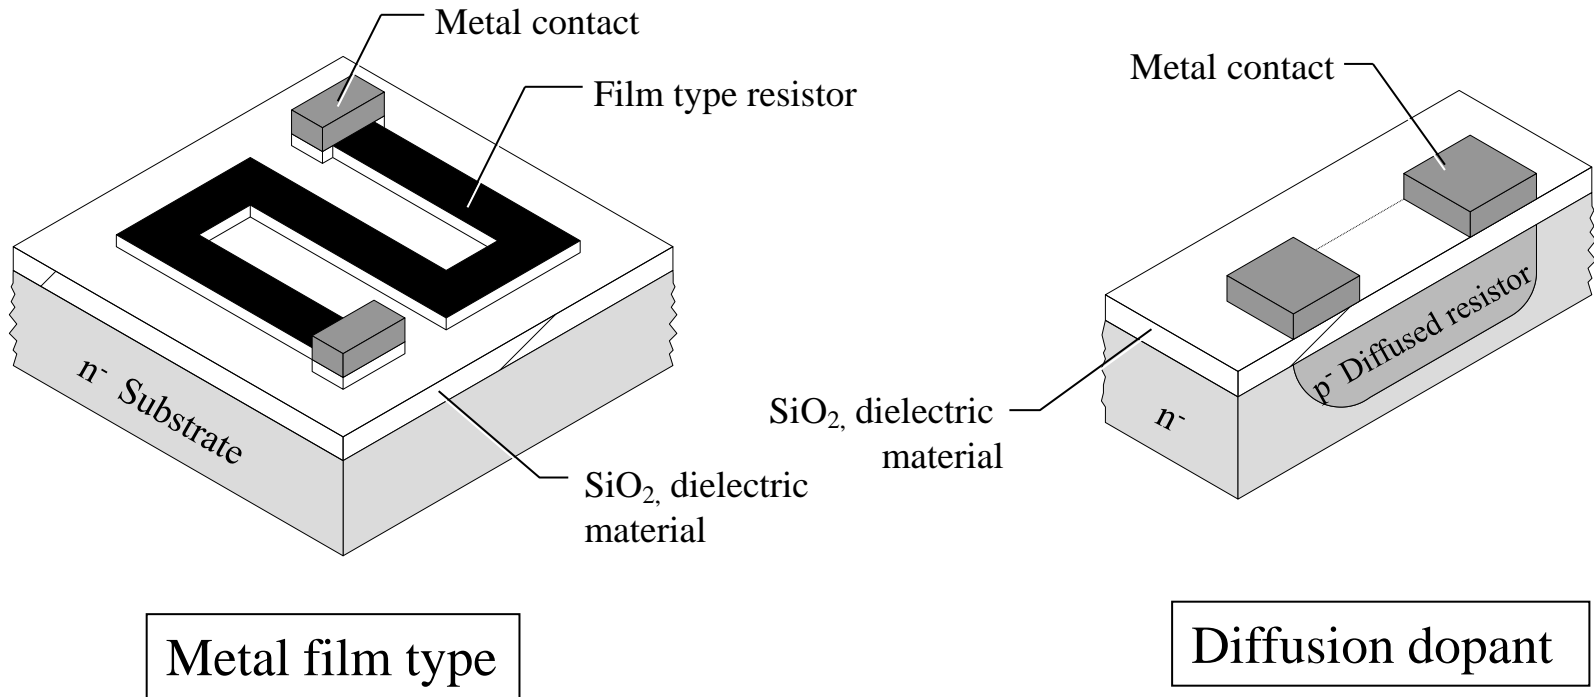 Metal contact
Film type resistor
n⁻ Substrate
SiO₂, dielectric
material
Metal film type
Metal contact
p⁻ Diffused resistor
n⁻
SiO₂, dielectric
material
Diffusion dopant